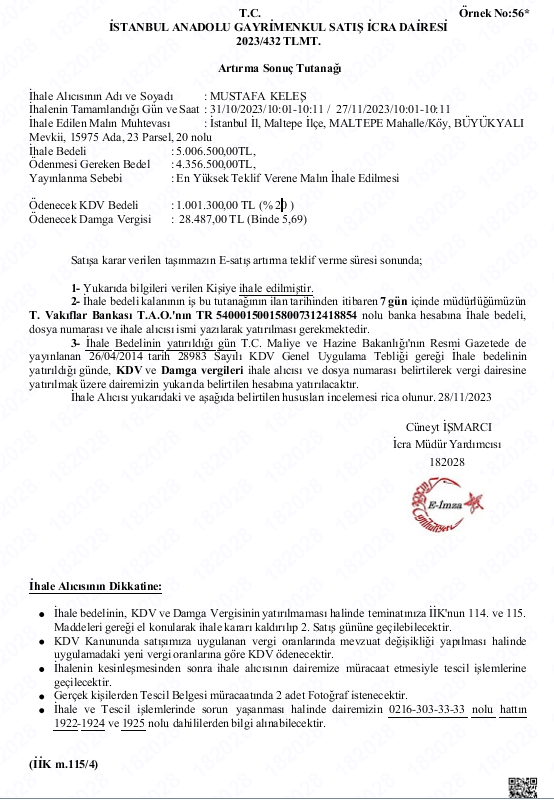 T.C.
Örnek No:56*
İSTANBUL ANADOLU GAYRİMENKUL SATIŞ İCRA DAİRESİ
2023/432 TLMT.
Artırma Sonuç Tutanağı
İhale Alıcısının Adı ve Soyadı : MUSTAFA KELEŞ
İhalenin Tamamlandığı Gün ve Saat : 31/10/2023/10:01-10:11 / 27/11/2023/10:01-10:11
İhale Edilen Malın Muhtevası : İstanbul İl, Maltepe İlçe, MALTEPE Mahalle/Köy, BÜYÜKYALI
Mevkii, 15975 Ada, 23 Parsel, 20 nolu
İhale Bedeli : 5.006.500,00TL,
Ödenmesi Gereken Bedel : 4.356.500,00TL,
Yayınlanma Sebebi : En Yüksek Teklif Verene Malın İhale Edilmesi
Ödenecek KDV Bedeli : 1.001.300,00 TL (% 20 )
Ödenecek Damga Vergisi : 28.487,00 TL (Binde 5,69)
Satışa karar verilen taşınmazın E-satış artırma teklif verme süresi sonunda;
1- Yukarıda bilgileri verilen Kişiye ihale edilmiştir.
2- İhale bedeli kalanının iş bu tutanağının ilan tarihinden itibaren 7 gün içinde müdürlüğümüzün
T. Vakıflar Bankası T.A.O.'nın TR 540001500158007312418854 nolu banka hesabına İhale bedeli,
dosya numarası ve ihale alıcısı ismi yazılarak yatırılması gerekmektedir.
3- İhale Bedelinin yatırıldığı gün T.C. Maliye ve Hazine Bakanlığı'nın Resmi Gazetede de
yayınlanan 26/04/2014 tarih 28983 Sayılı KDV Genel Uygulama Tebliği gereği İhale bedelinin
yatırıldığı günde, KDV ve Damga vergileri ihale alıcısı ve dosya numarası belirtilerek vergi dairesine
yatırılmak üzere dairemizin yukarıda belirtilen hesabına yatırılacaktır.
İhale Alıcısı yukarıdaki ve aşağıda belirtilen hususları incelemesi rica olunur. 28/11/2023
Cüneyt İŞMARCI
İcra Müdür Yardımcısı
182028
E-İmza
İhale Alıcısının Dikkatine:
● İhale bedelinin, KDV ve Damga Vergisinin yatırılmaması halinde teminatınıza İİK'nun 114. ve 115.
Maddeleri gereği el konularak ihale kararı kaldırılıp 2. Satış gününe geçilebilecektir.
● KDV Kanununda satışımıza uygulanan vergi oranlarında mevzuat değişikliği yapılması halinde
uygulamadaki yeni vergi oranlarına göre KDV ödenecektir.
● İhalenin kesinleşmesinden sonra ihale alıcısının dairemize müracaat etmesiyle tescil işlemlerine
geçilecektir.
● Gerçek kişilerden Tescil Belgesi müracaatında 2 adet Fotoğraf istenecektir.
● İhale ve Tescil işlemlerinde sorun yaşanması halinde dairemizin 0216-303-33-33 nolu hattın
1922-1924 ve 1925 nolu dahililerden bilgi alınabilecektir.
(İİK m.115/4)